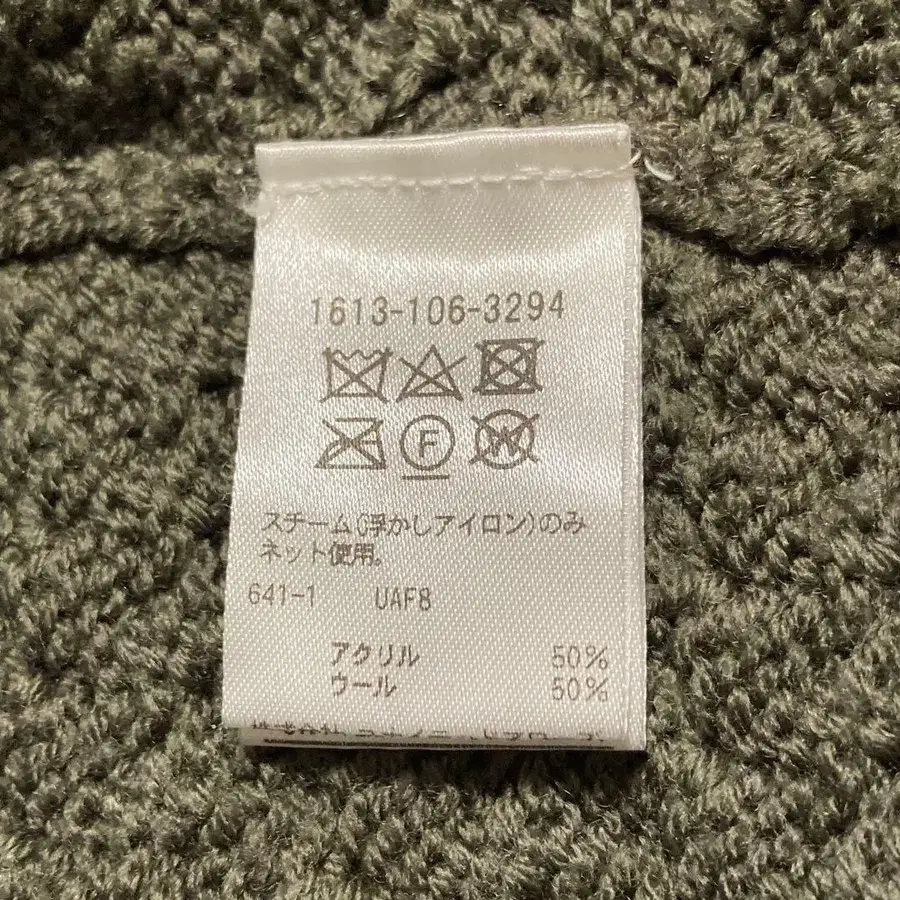 1613-106-3294
F
W
スチーム(浮かしアイロン)のみ
ネット使用。
641-1 UAF8
アクリル 50%
ウール 50%